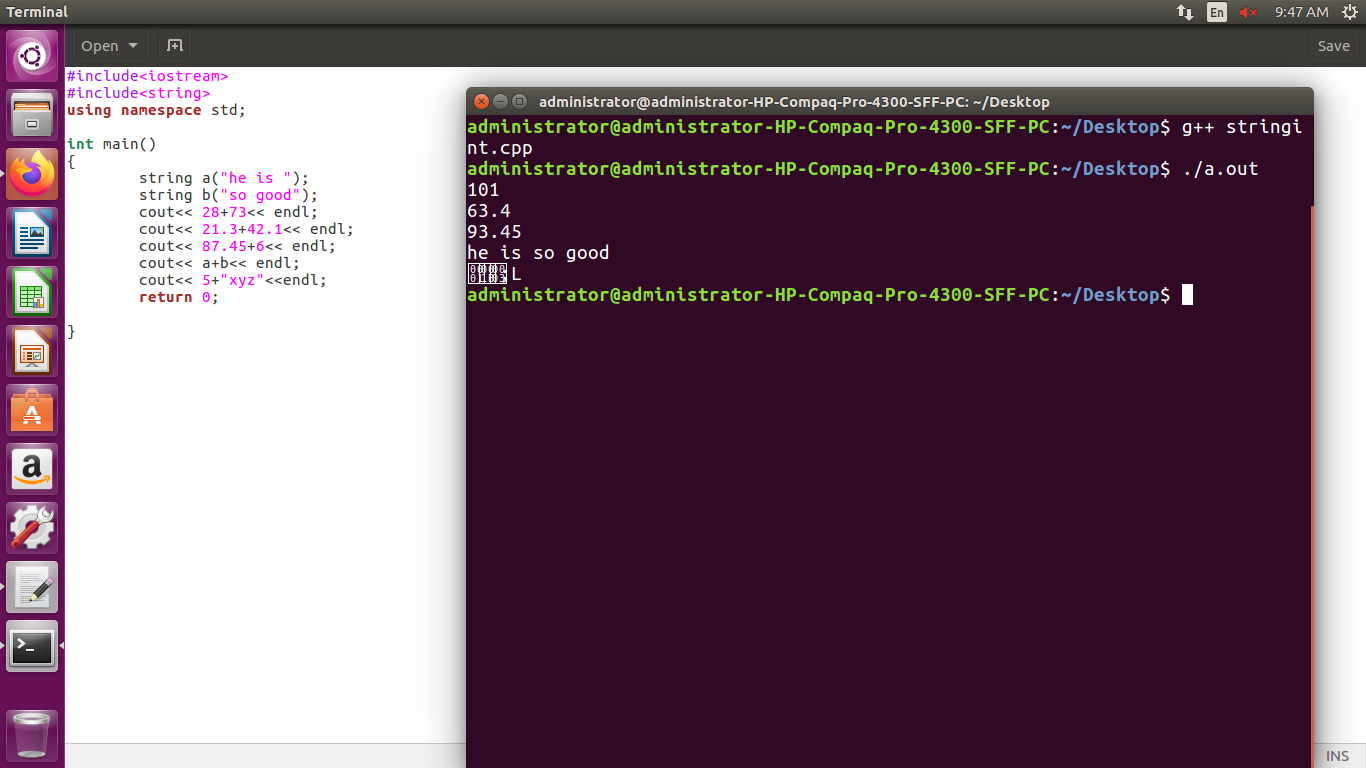 Terminal
En
9:47 AM
Open
Save
#include<iostream>
#include<string>
using namespace std;
int main()
{
string a("he is ");
string b("so good");
cout<< 28+73<< endl;
cout<< 21.3+42.1<< endl;
cout<< 87.45+6<< endl;
cout<< a+b<< endl;
cout<< 5+"xyz"<<endl;
return 0;
}
administrator@administrator-HP-Compaq-Pro-4300-SFF-PC: ~/Desktop
administrator@administrator-HP-Compaq-Pro-4300-SFF-PC:~/Desktop$ g++ stringi
nt.cpp
administrator@administrator-HP-Compaq-Pro-4300-SFF-PC:~/Desktop$ ./a.out
101
63.4
93.45
he is so good
L
administrator@administrator-HP-Compaq-Pro-4300-SFF-PC:~/Desktop$
INS